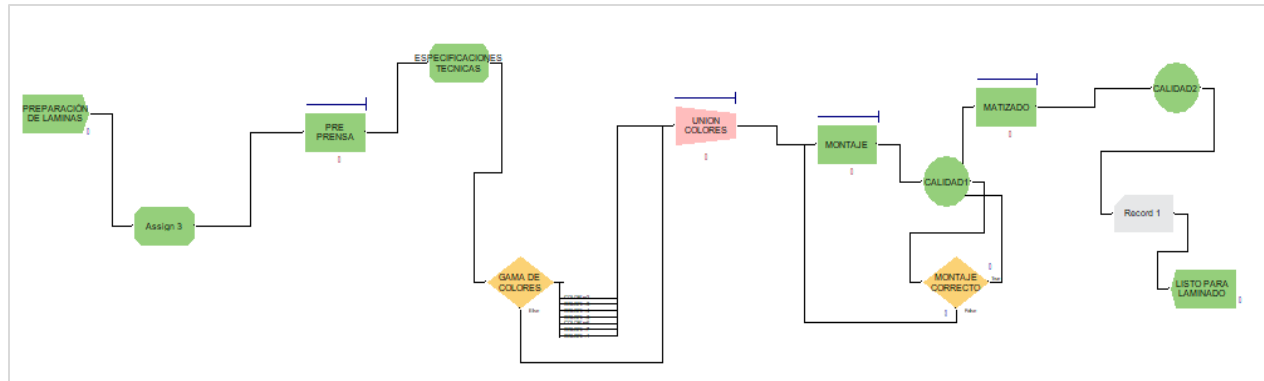 PREPARACIÓN
DE LAMINAS
Assign 3
PRE
PRENSA
ESPECIFICACIONES
TECNICAS
GAMA DE
COLORES
Else
UNION
COLORES
MONTAJE
CALIDAD1
MONTAJE
CORRECTO
True
False
MATIZADO
CALIDAD2
Record 1
LISTO PARA
LAMINADO